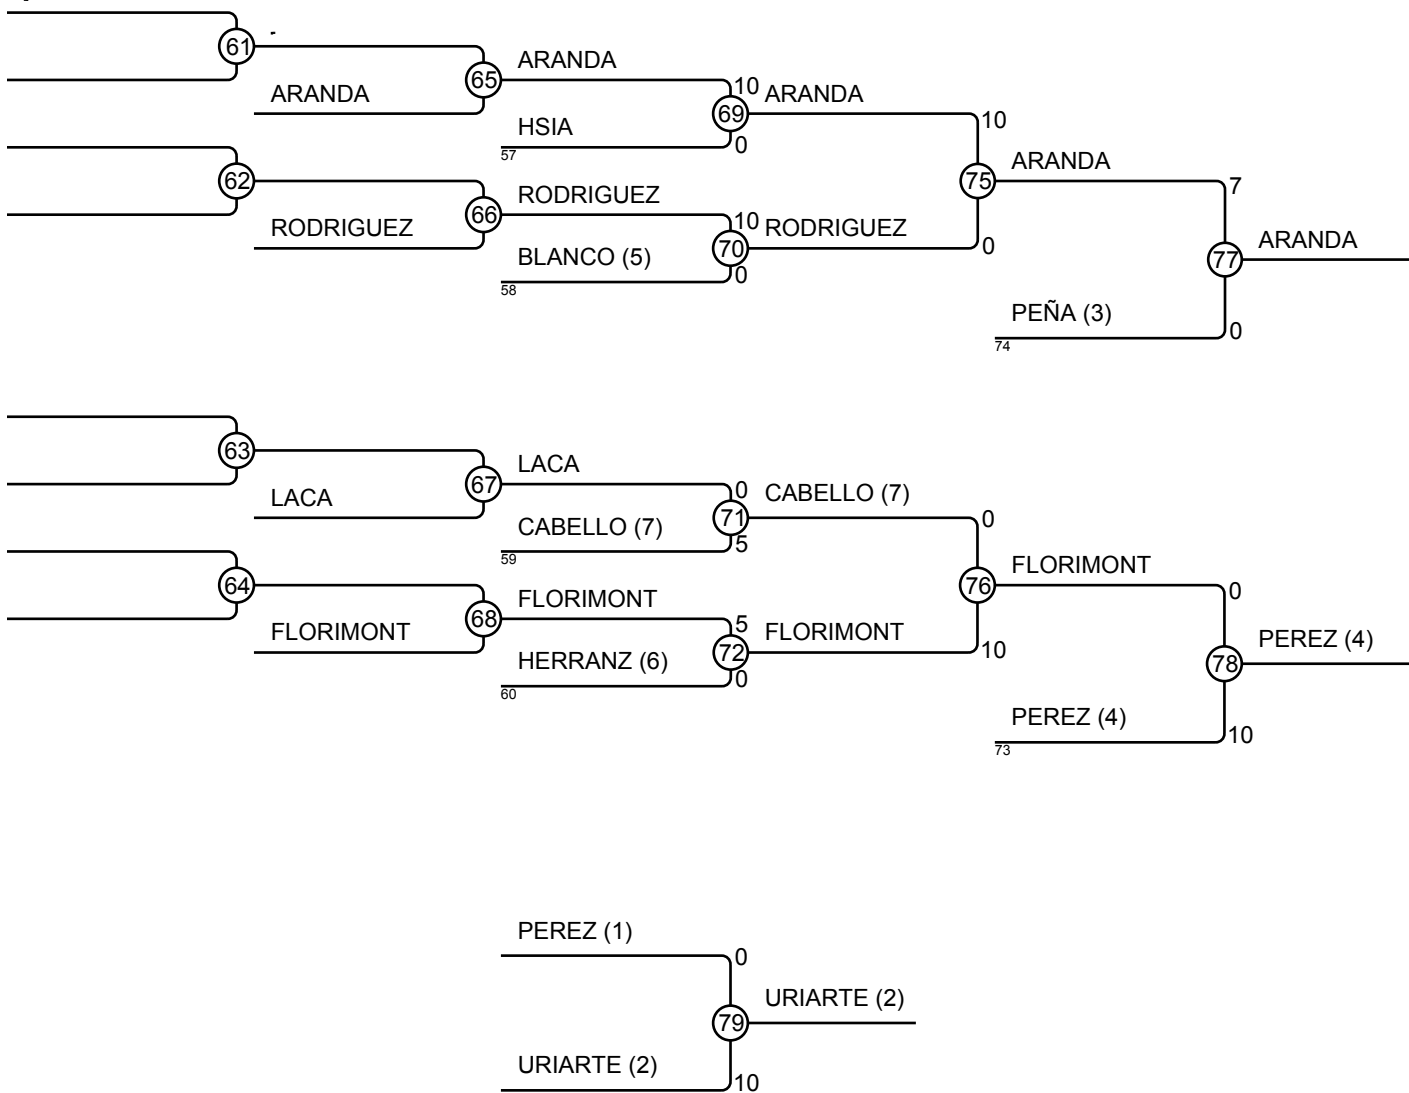 61
ARANDA
65
ARANDA
10
HSIA
57
69
0
ARANDA
10
62
RODRIGUEZ
66
RODRIGUEZ
10
BLANCO (5)
58
70
0
RODRIGUEZ
0
75
ARANDA
7
PEÑA (3)
74
0
77
ARANDA
63
LACA
67
LACA
0
CABELLO (7)
59
71
5
CABELLO (7)
0
64
FLORIMONT
68
FLORIMONT
5
HERRANZ (6)
60
72
0
FLORIMONT
10
76
FLORIMONT
0
PEREZ (4)
73
10
78
PEREZ (4)
PEREZ (1)
0
79
URIARTE (2)
URIARTE (2)
10